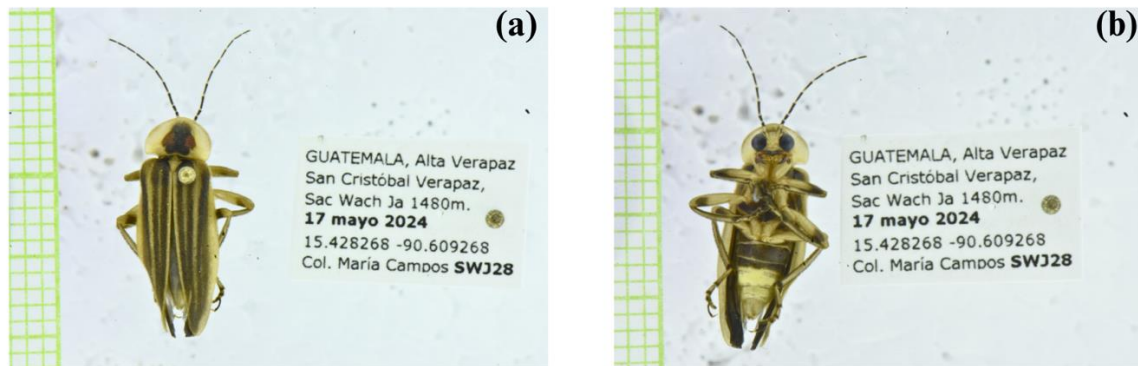 (a)
GUATEMALA, Alta Verapaz
San Cristóbal Verapaz,
Sac Wach Ja 1480m.
17 mayo 2024
15.428268 -90.609268
Col. María Campos SWJ28
(b)
GUATEMALA, Alta Verapaz
San Cristóbal Verapaz,
Sac Wach Ja 1480m.
17 mayo 2024
15.428268 -90.609268
Col. María Campos SWJ28